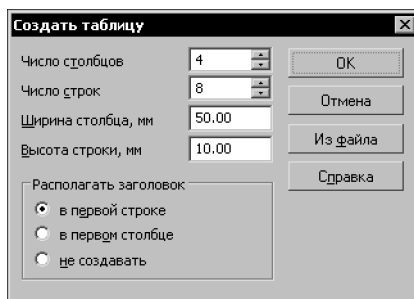 Создать таблицу
Число столбцов 4
Число строк 8
Ширина столбца, мм 50.00
Высота строки, мм 10.00
Располагать заголовок
в первой строке
в первом столбце
не создавать
OK
Отмена
Из файла
Справка